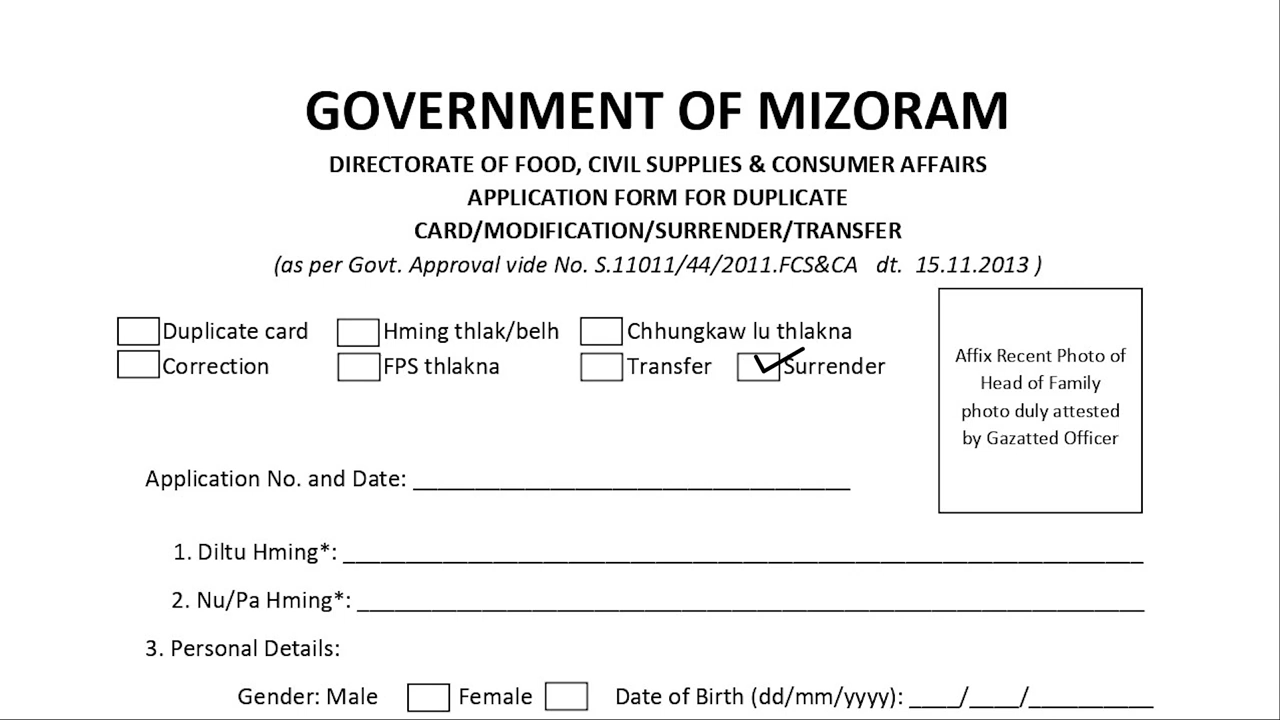 GOVERNMENT OF MIZORAM
DIRECTORATE OF FOOD, CIVIL SUPPLIES & CONSUMER AFFAIRS
APPLICATION FORM FOR DUPLICATE
CARD/MODIFICATION/SURRENDER/TRANSFER
(as per Govt. Approval vide No. S.11011/44/2011.FCS&CA dt. 15.11.2013 )
Duplicate card Hming thlak/belh Chhungkaw lu thlakna
Correction FPS thlakna Transfer Surrender
Affix Recent Photo of
Head of Family
photo duly attested
by Gazatted Officer
Application No. and Date: ___________________________________
1. Diltu Hming*: ________________________________________________________________
2. Nu/Pa Hming*: _______________________________________________________________
3. Personal Details:
Gender: Male Female Date of Birth (dd/mm/yyyy): ____/____/__________